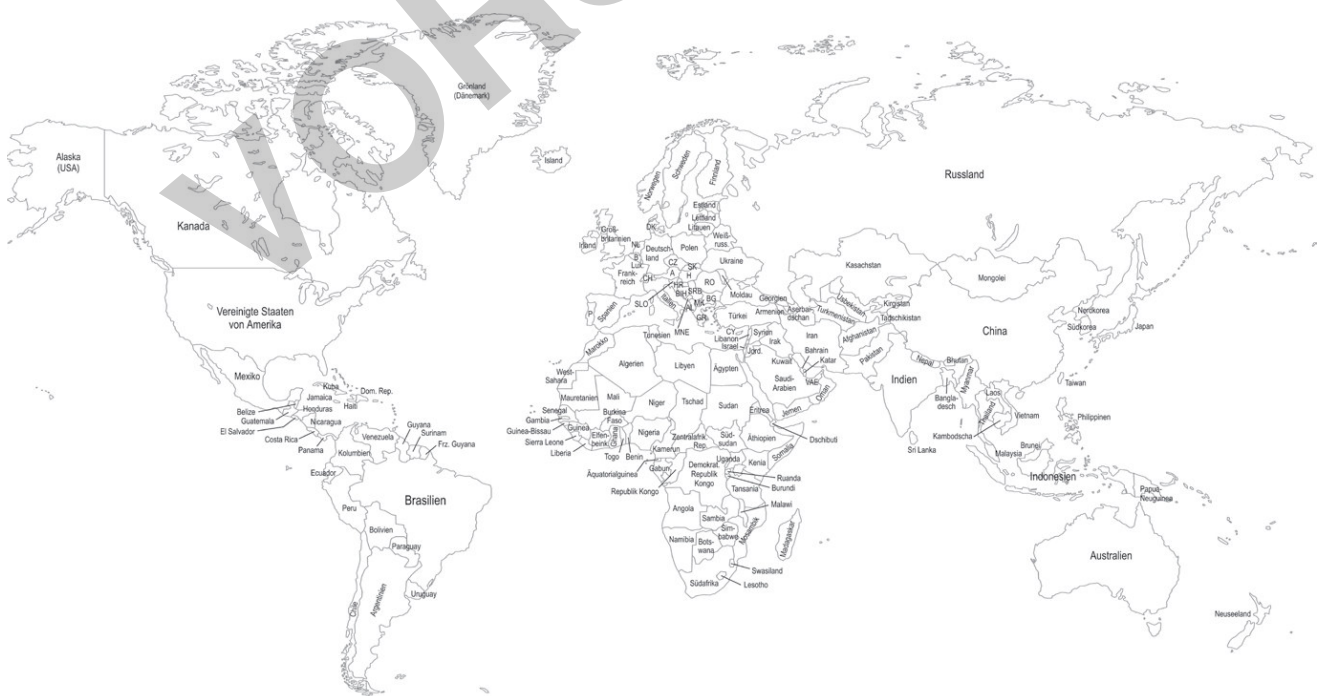 Grönland
(Dänemark)
Alaska
(USA)
Island
Kanada
Russland
Norwegen
Schweden
Finnland
Estland
Lettland
Litauen
DK
Groß-
britannien
Irland
NL
B
Lux.
Deutsch-
land
Polen
Weiß-
russ.
Ukraine
CZ
SK
A
H
CH
Frank-
reich
RO
Moldau
HR
SRB
BIH
BG
SLO
Italien
MK
AL
MNE
GR
P
Spanien
Türkei
CY
Georgien
Armenien
Aserbai-
dschan
Kasachstan
Mongolei
Usbekistan
Turkmenistan
Kirgistan
Tadschikistan
Afghanistan
Pakistan
China
Nordkorea
Südkorea
Japan
Vereinigte Staaten
von Amerika
Mexiko
Kuba
Dom. Rep.
Jamaica
Haiti
Belize
Honduras
Guatemala
Nicaragua
El Salvador
Costa Rica
Panama
Venezuela
Guyana
Surinam
Frz. Guyana
Kolumbien
Ecuador
Peru
Brasilien
Bolivien
Paraguay
Chile
Argentinien
Uruguay
Marokko
Tunesien
Algerien
Libyen
Ägypten
West-
Sahara
Mauretanien
Mali
Niger
Tschad
Sudan
Eritrea
Senegal
Gambia
Guinea-Bissau
Guinea
Sierra Leone
Liberia
Burkina
Faso
Elfen-
beink.
Ghana
Togo
Benin
Nigeria
Kamerun
Zentralafrik.
Rep.
Süd-
sudan
Äthiopien
Dschibuti
Somalia
Äquatorialguinea
Gabun
Republik Kongo
Demokrat.
Republik
Kongo
Uganda
Kenia
Ruanda
Burundi
Tansania
Malawi
Angola
Sambia
Sim-
babwe
Mosambik
Madagaskar
Namibia
Bots-
wana
Südafrika
Swasiland
Lesotho
Libanon
Israel
Syrien
Jord.
Irak
Iran
Kuwait
Bahrain
Katar
VAE
Saudi-
Arabien
Oman
Jemen
Indien
Nepal
Bhutan
Bangla-
desch
Myanmar
Sri Lanka
Laos
Thailand
Vietnam
Kambodscha
Taiwan
Philippinen
Brunei
Malaysia
Indonesien
Papua-
Neuguinea
Australien
Neuseeland